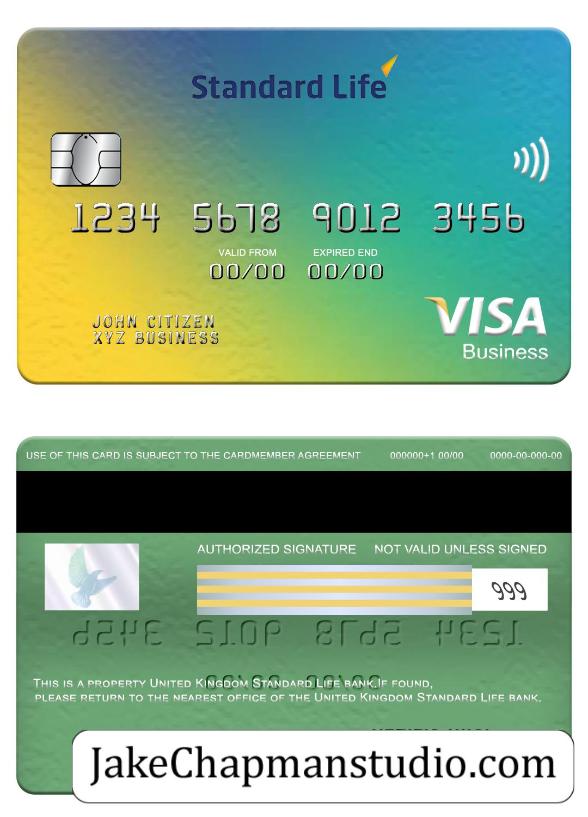 Standard Life
1234 5678 9012 3456
VALID FROM EXPIRED END
00/00 00/00
JOHN CITIZEN
XYZ BUSINESS
VISA
Business
USE OF THIS CARD IS SUBJECT TO THE CARDMEMBER AGREEMENT 000000+1 00/00 0000-00-000-00
AUTHORIZED SIGNATURE NOT VALID UNLESS SIGNED
999
THIS IS A PROPERTY UNITED KINGDOM STANDARD LIFE BANK.IF FOUND,
PLEASE RETURN TO THE NEAREST OFFICE OF THE UNITED KINGDOM STANDARD LIFE BANK.
JakeChapmanstudio.com